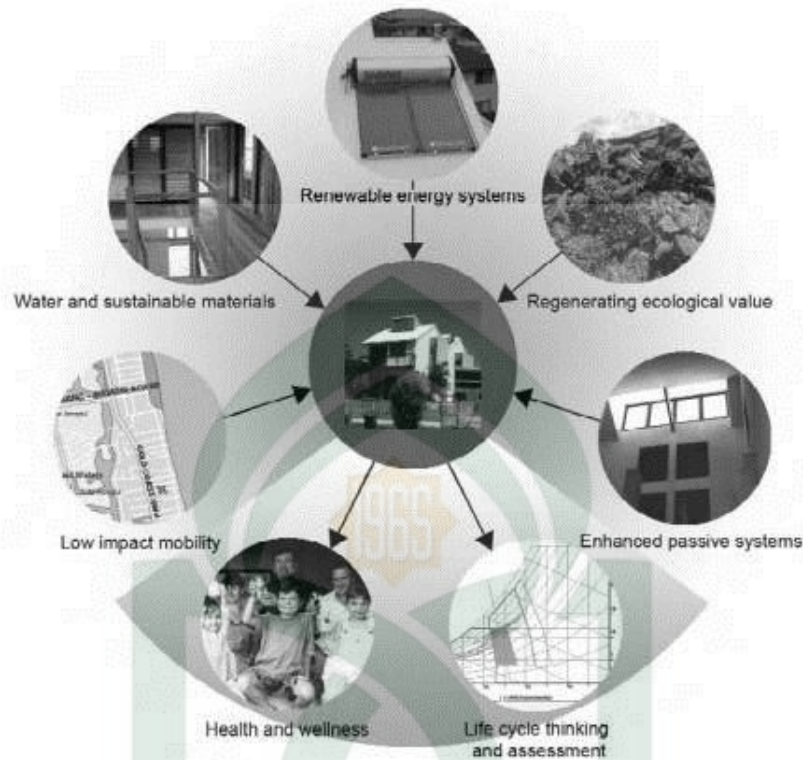 Renewable energy systems
Water and sustainable materials
Regenerating ecological value
Low impact mobility
1965
Enhanced passive systems
Health and wellness
Life cycle thinking
and assessment